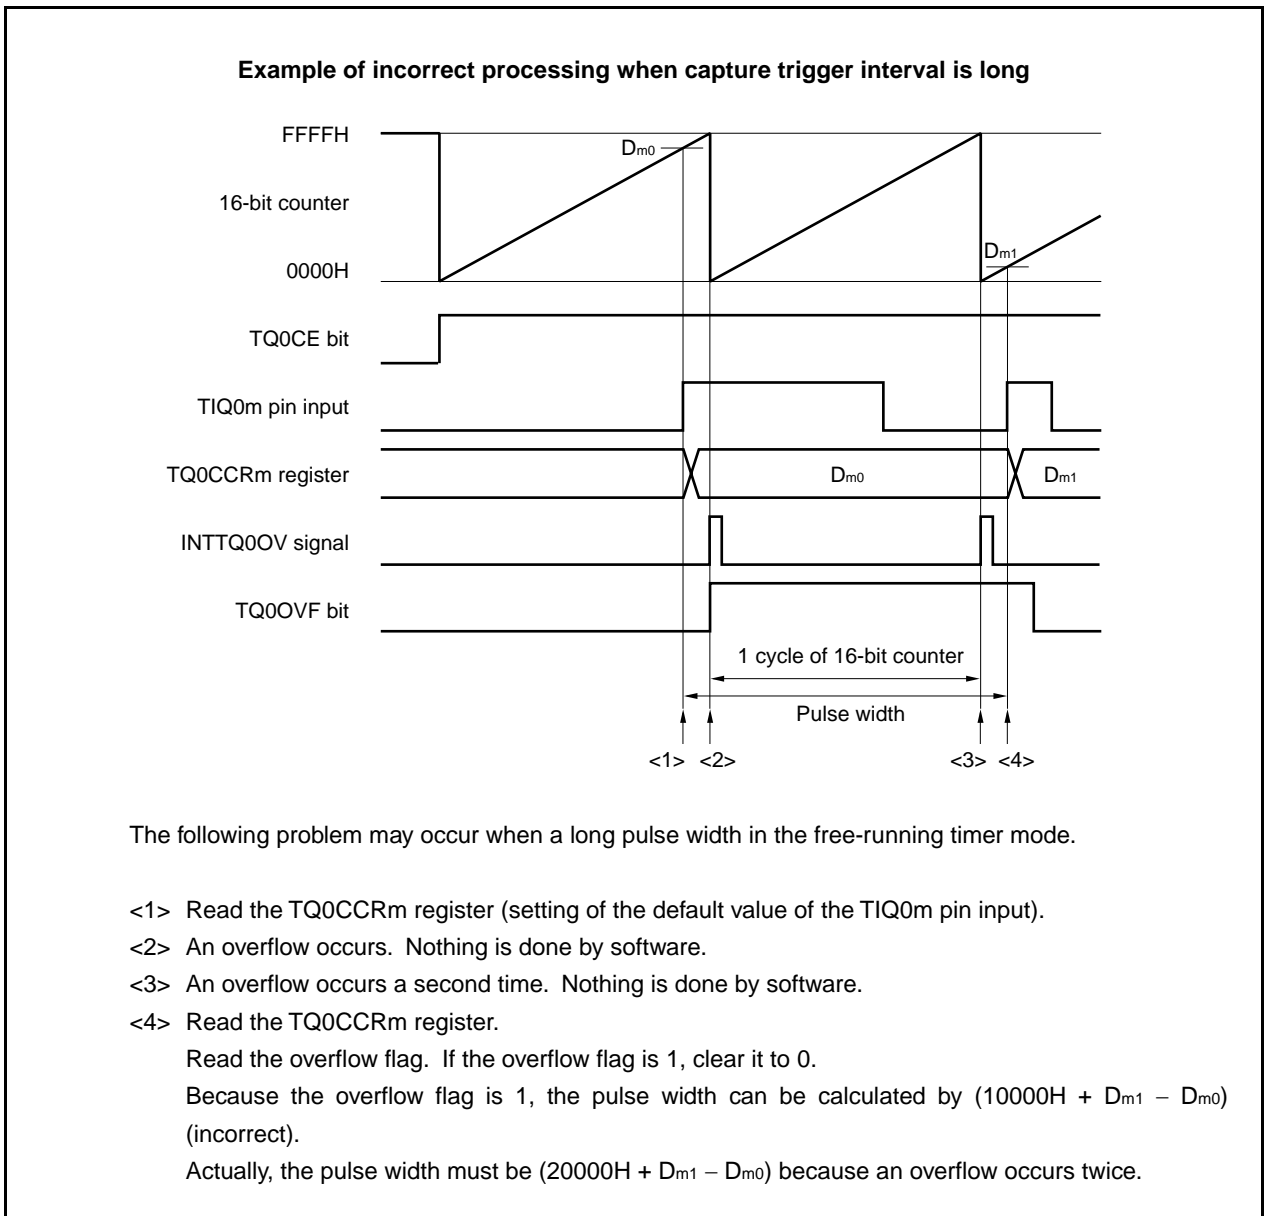 Example of incorrect processing when capture trigger interval is long
FFFFH
Dm0
16-bit counter
Dm1
0000H
TQ0CE bit
TIQ0m pin input
TQ0CCRm register
Dm0
Dm1
INTTQ0OV signal
TQ0OVF bit
1 cycle of 16-bit counter
Pulse width
<1> <2> <3> <4>
The following problem may occur when a long pulse width in the free-running timer mode.
<1> Read the TQ0CCRm register (setting of the default value of the TIQ0m pin input).
<2> An overflow occurs. Nothing is done by software.
<3> An overflow occurs a second time. Nothing is done by software.
<4> Read the TQ0CCRm register.
Read the overflow flag. If the overflow flag is 1, clear it to 0.
Because the overflow flag is 1, the pulse width can be calculated by (10000H + Dm1 − Dm0)
(incorrect).
Actually, the pulse width must be (20000H + Dm1 − Dm0) because an overflow occurs twice.